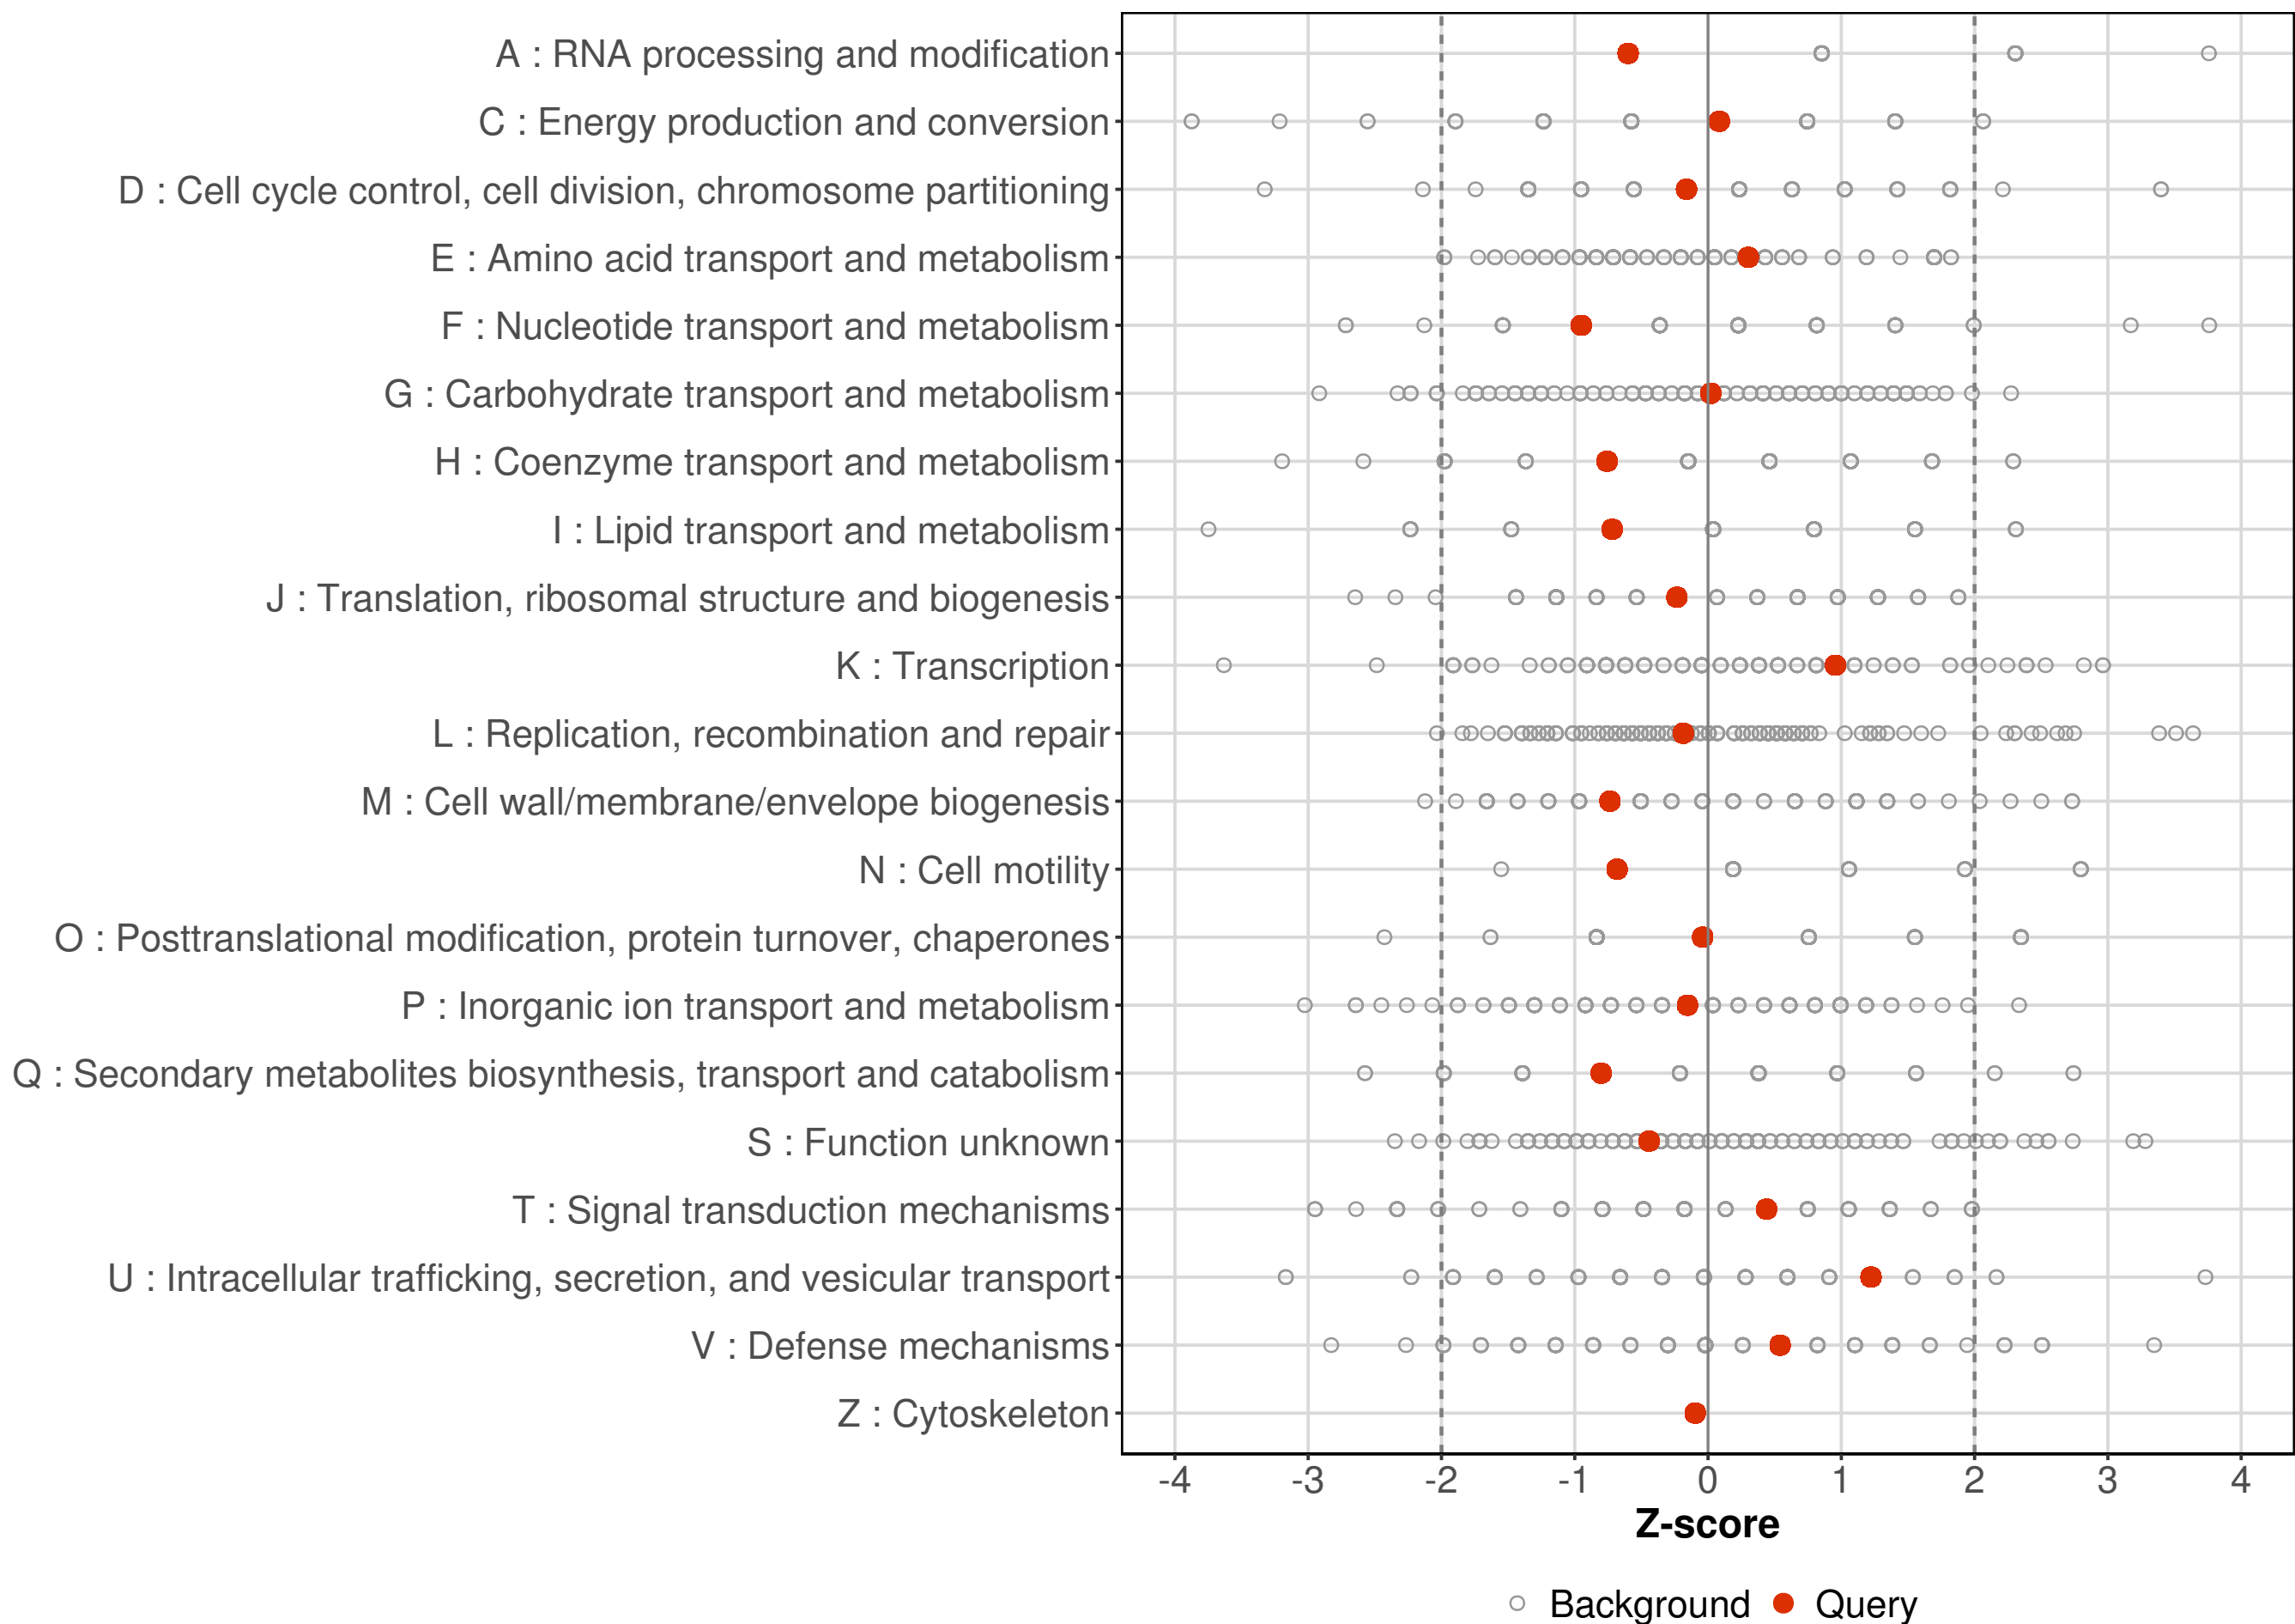 A : RNA processing and modification
C : Energy production and conversion
D : Cell cycle control, cell division, chromosome partitioning
E : Amino acid transport and metabolism
F : Nucleotide transport and metabolism
G : Carbohydrate transport and metabolism
H : Coenzyme transport and metabolism
I : Lipid transport and metabolism
J : Translation, ribosomal structure and biogenesis
K : Transcription
L : Replication, recombination and repair
M : Cell wall/membrane/envelope biogenesis
N : Cell motility
O : Posttranslational modification, protein turnover, chaperones
P : Inorganic ion transport and metabolism
Q : Secondary metabolites biosynthesis, transport and catabolism
S : Function unknown
T : Signal transduction mechanisms
U : Intracellular trafficking, secretion, and vesicular transport
V : Defense mechanisms
Z : Cytoskeleton
-4 -3 -2 -1 0 1 2 3 4
Z-score
Background Query